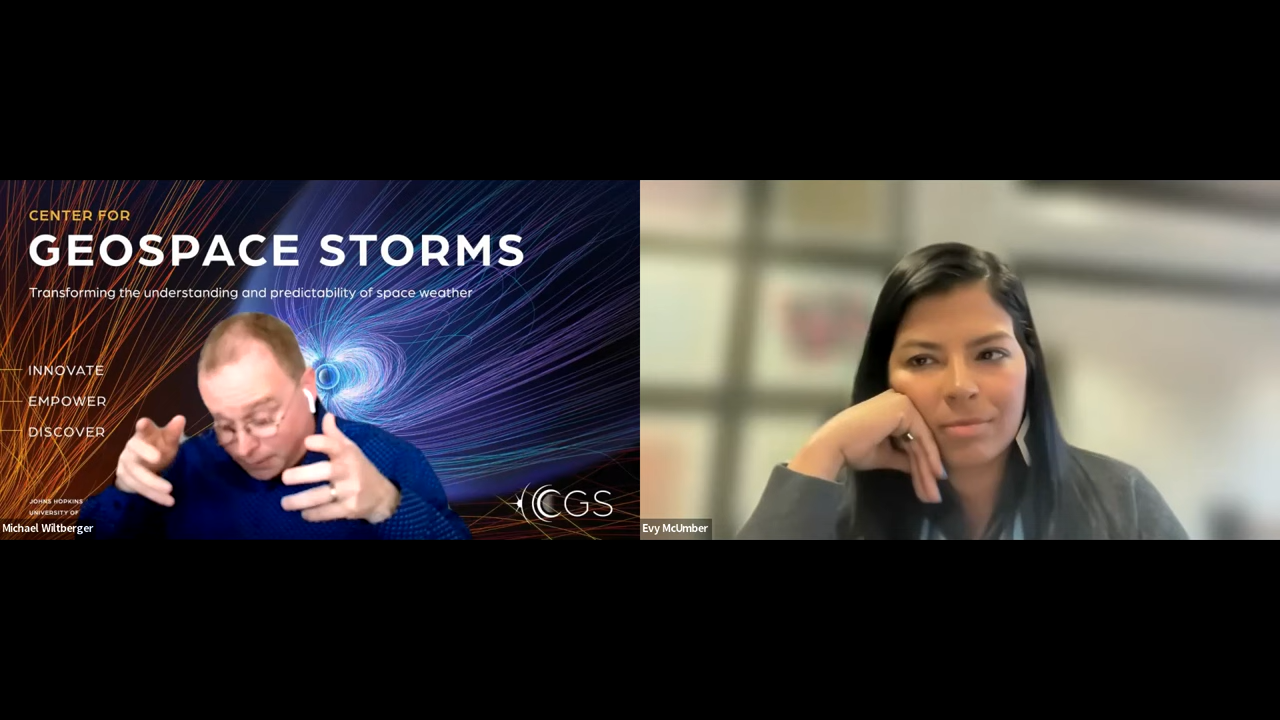 CENTER FOR
GEOSPACE STORMS
Transforming the understanding and predictability of space weather
INNOVATE
EMPOWER
DISCOVER
JOHNS HOPKINS
UNIVERSITY OF
CGS
Michael Wiltberger
Evy McUmber